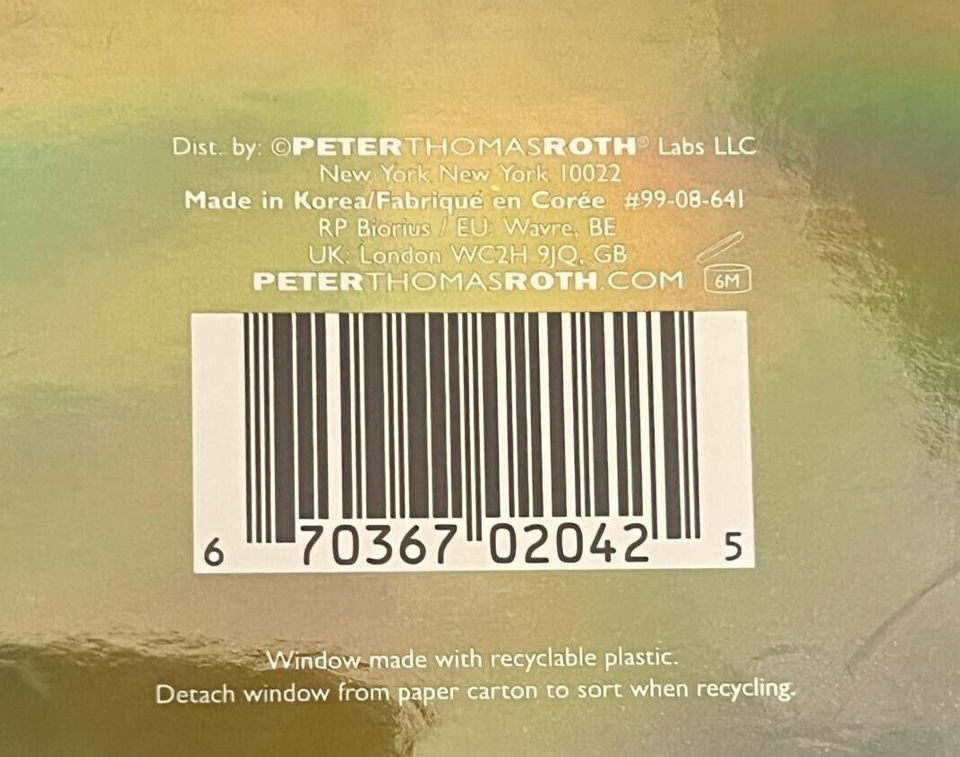 Dist. by: ©PETERTHOMASROTH® Labs LLC
New York New York 10022
Made in Korea/Fabriqué en Corée #99-08-641
RP Biorius / EU: Wavre, BE
UK: London WC2H 9JQ, GB
PETERTHOMASROTH.COM 6M
6 70367 02042 5
Window made with recyclable plastic.
Detach window from paper carton to sort when recycling.